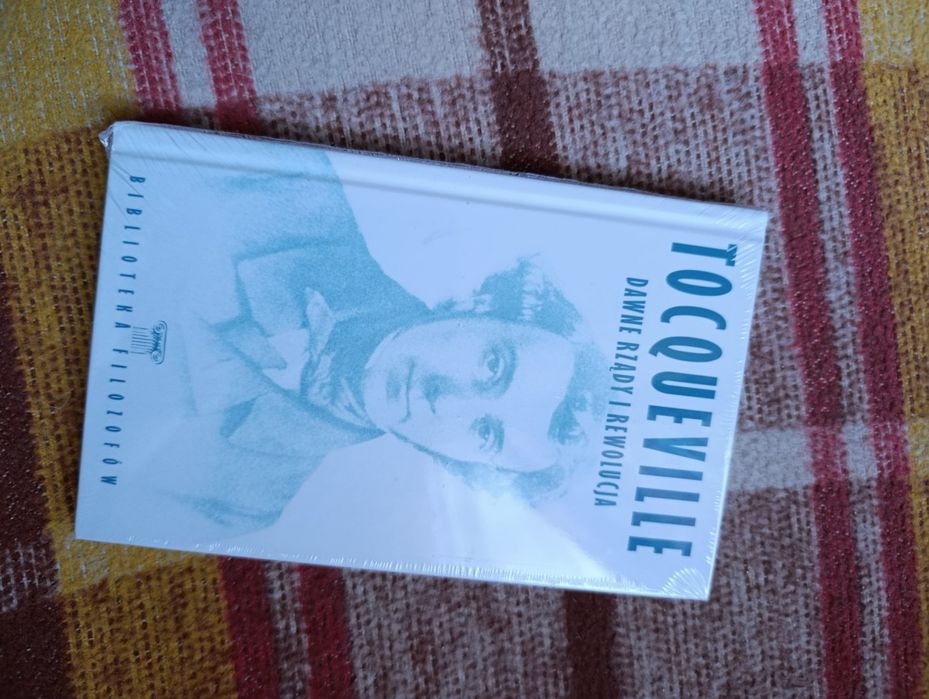 TOCQUEVILLE
DAWNE RZĄDY I REWOLUCJA
BIBLIOTEKA FILOZOFÓW